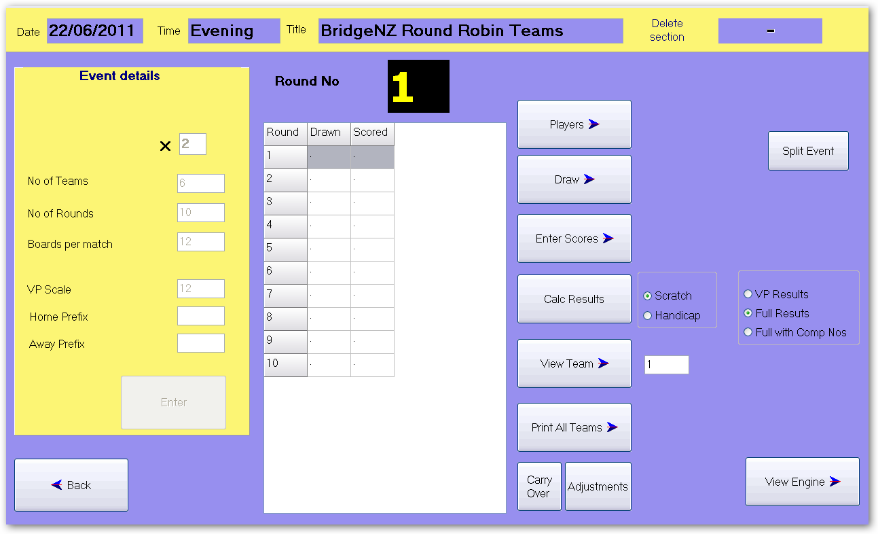 Date 22/06/2011 Time Evening Title BridgeNZ Round Robin Teams Delete section -
Event details
× 2
No of Teams 6
No of Rounds 10
Boards per match 12
VP Scale 12
Home Prefix
Away Prefix
Enter
Back
Round No 1
Round Drawn Scored
1 . .
2 . .
3 . .
4 . .
5 . .
6 . .
7 . .
8 . .
9 . .
10 . .
Players
Draw
Enter Scores
Calc Results
Scratch
Handicap
View Team 1
Print All Teams
Carry
Over
Adjustments
Split Event
VP Results
Full Resuts
Full with Comp Nos
View Engine